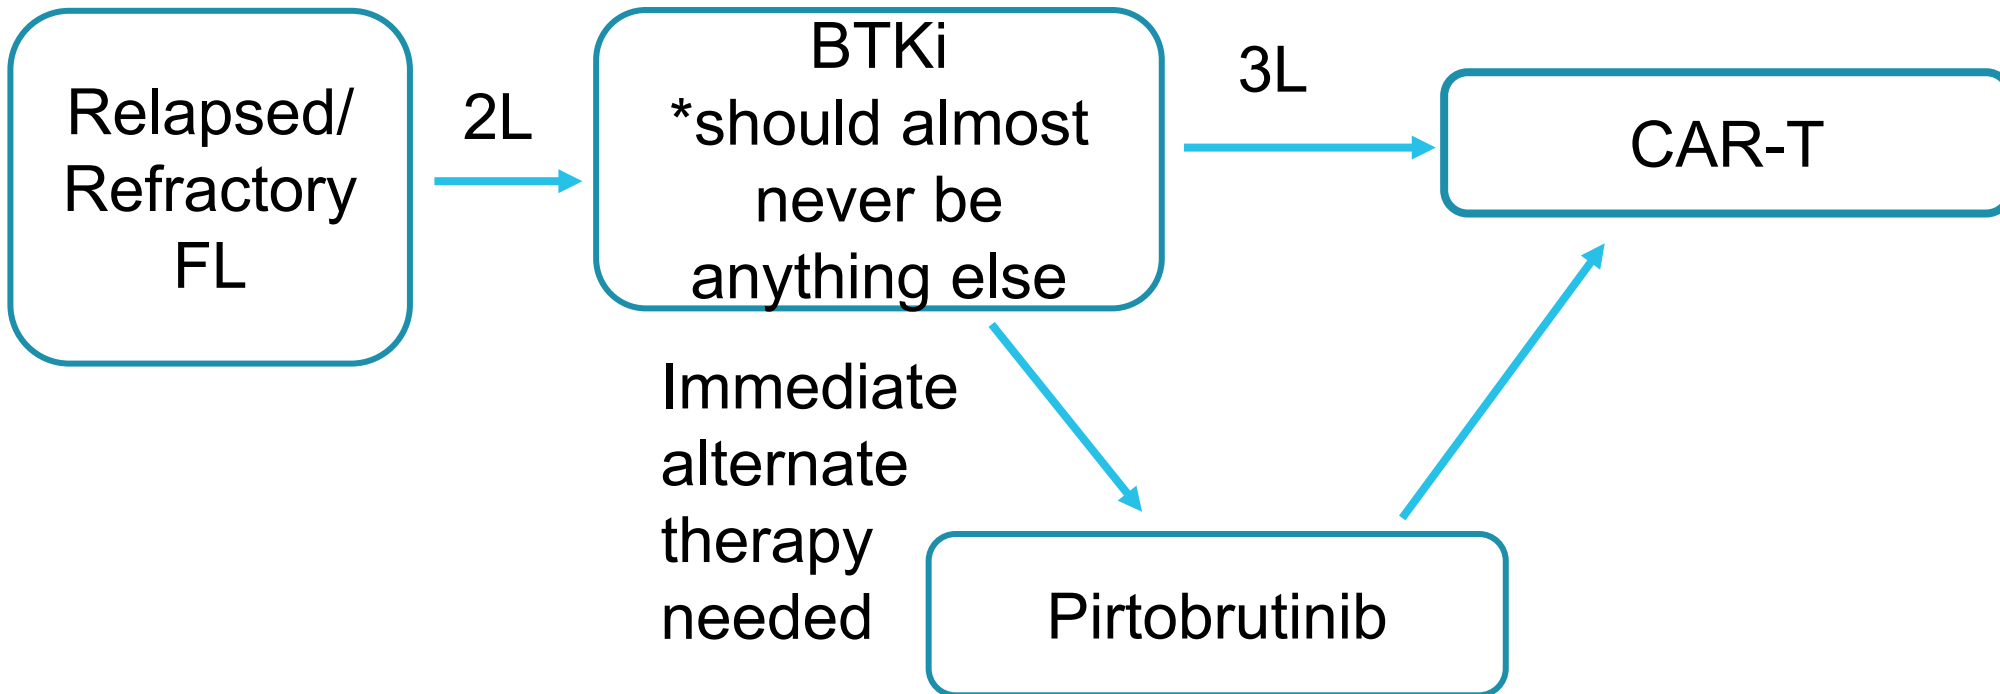 Relapsed/
Refractory
FL
2L
BTKi
*should almost
never be
anything else
3L
CAR-T
Immediate
alternate
therapy
needed
Pirtobrutinib